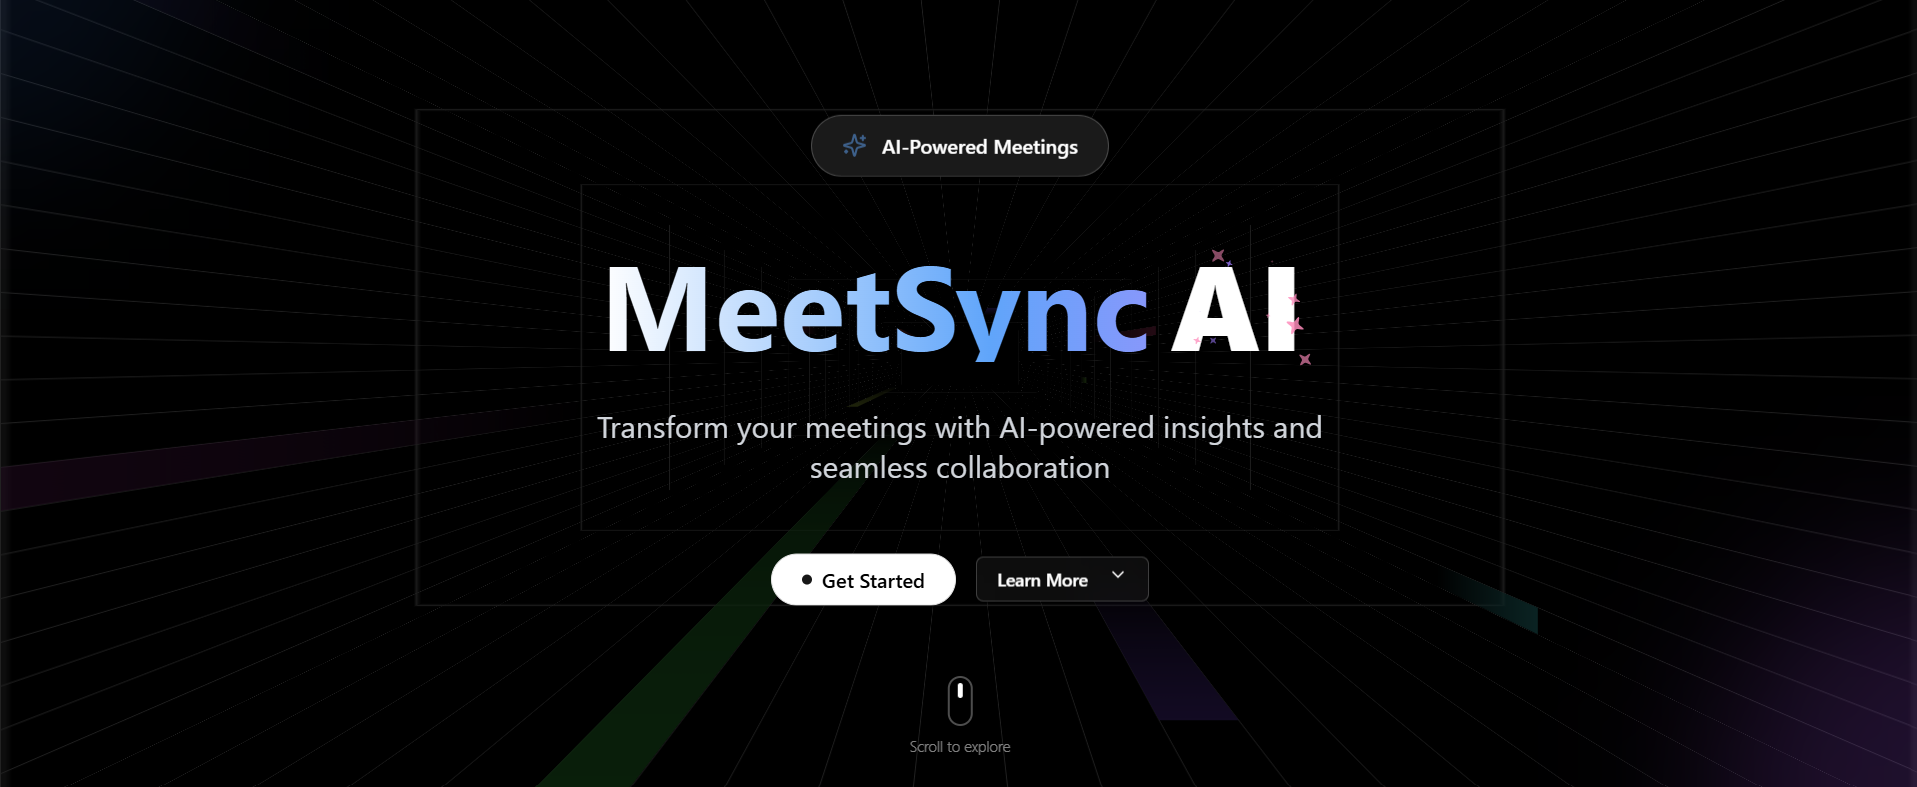 AI-Powered Meetings
MeetSync AI
Transform your meetings with AI-powered insights and
seamless collaboration
Get Started
Learn More
Scroll to explore